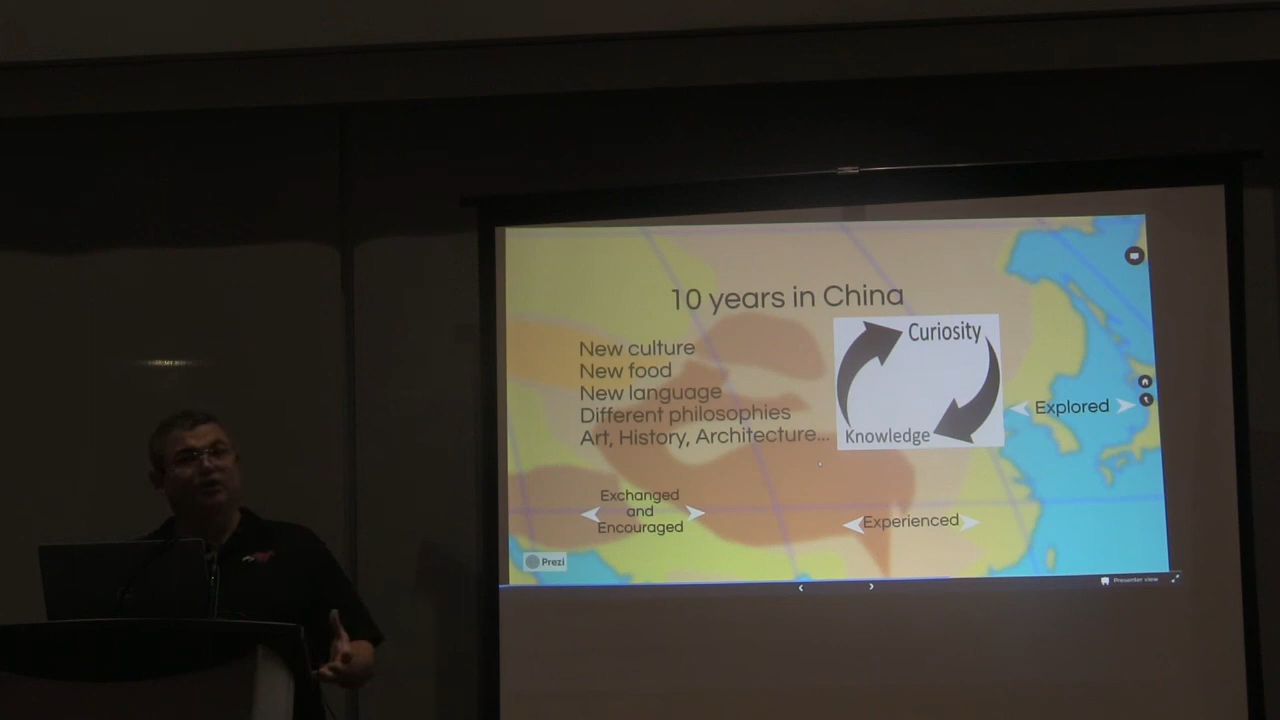 10 years in China
New culture
New food
New language
Different philosophies
Art, History, Architecture...
Curiosity
Knowledge
Explored
Exchanged
and
Encouraged
Experienced
Prezi
Presenter view